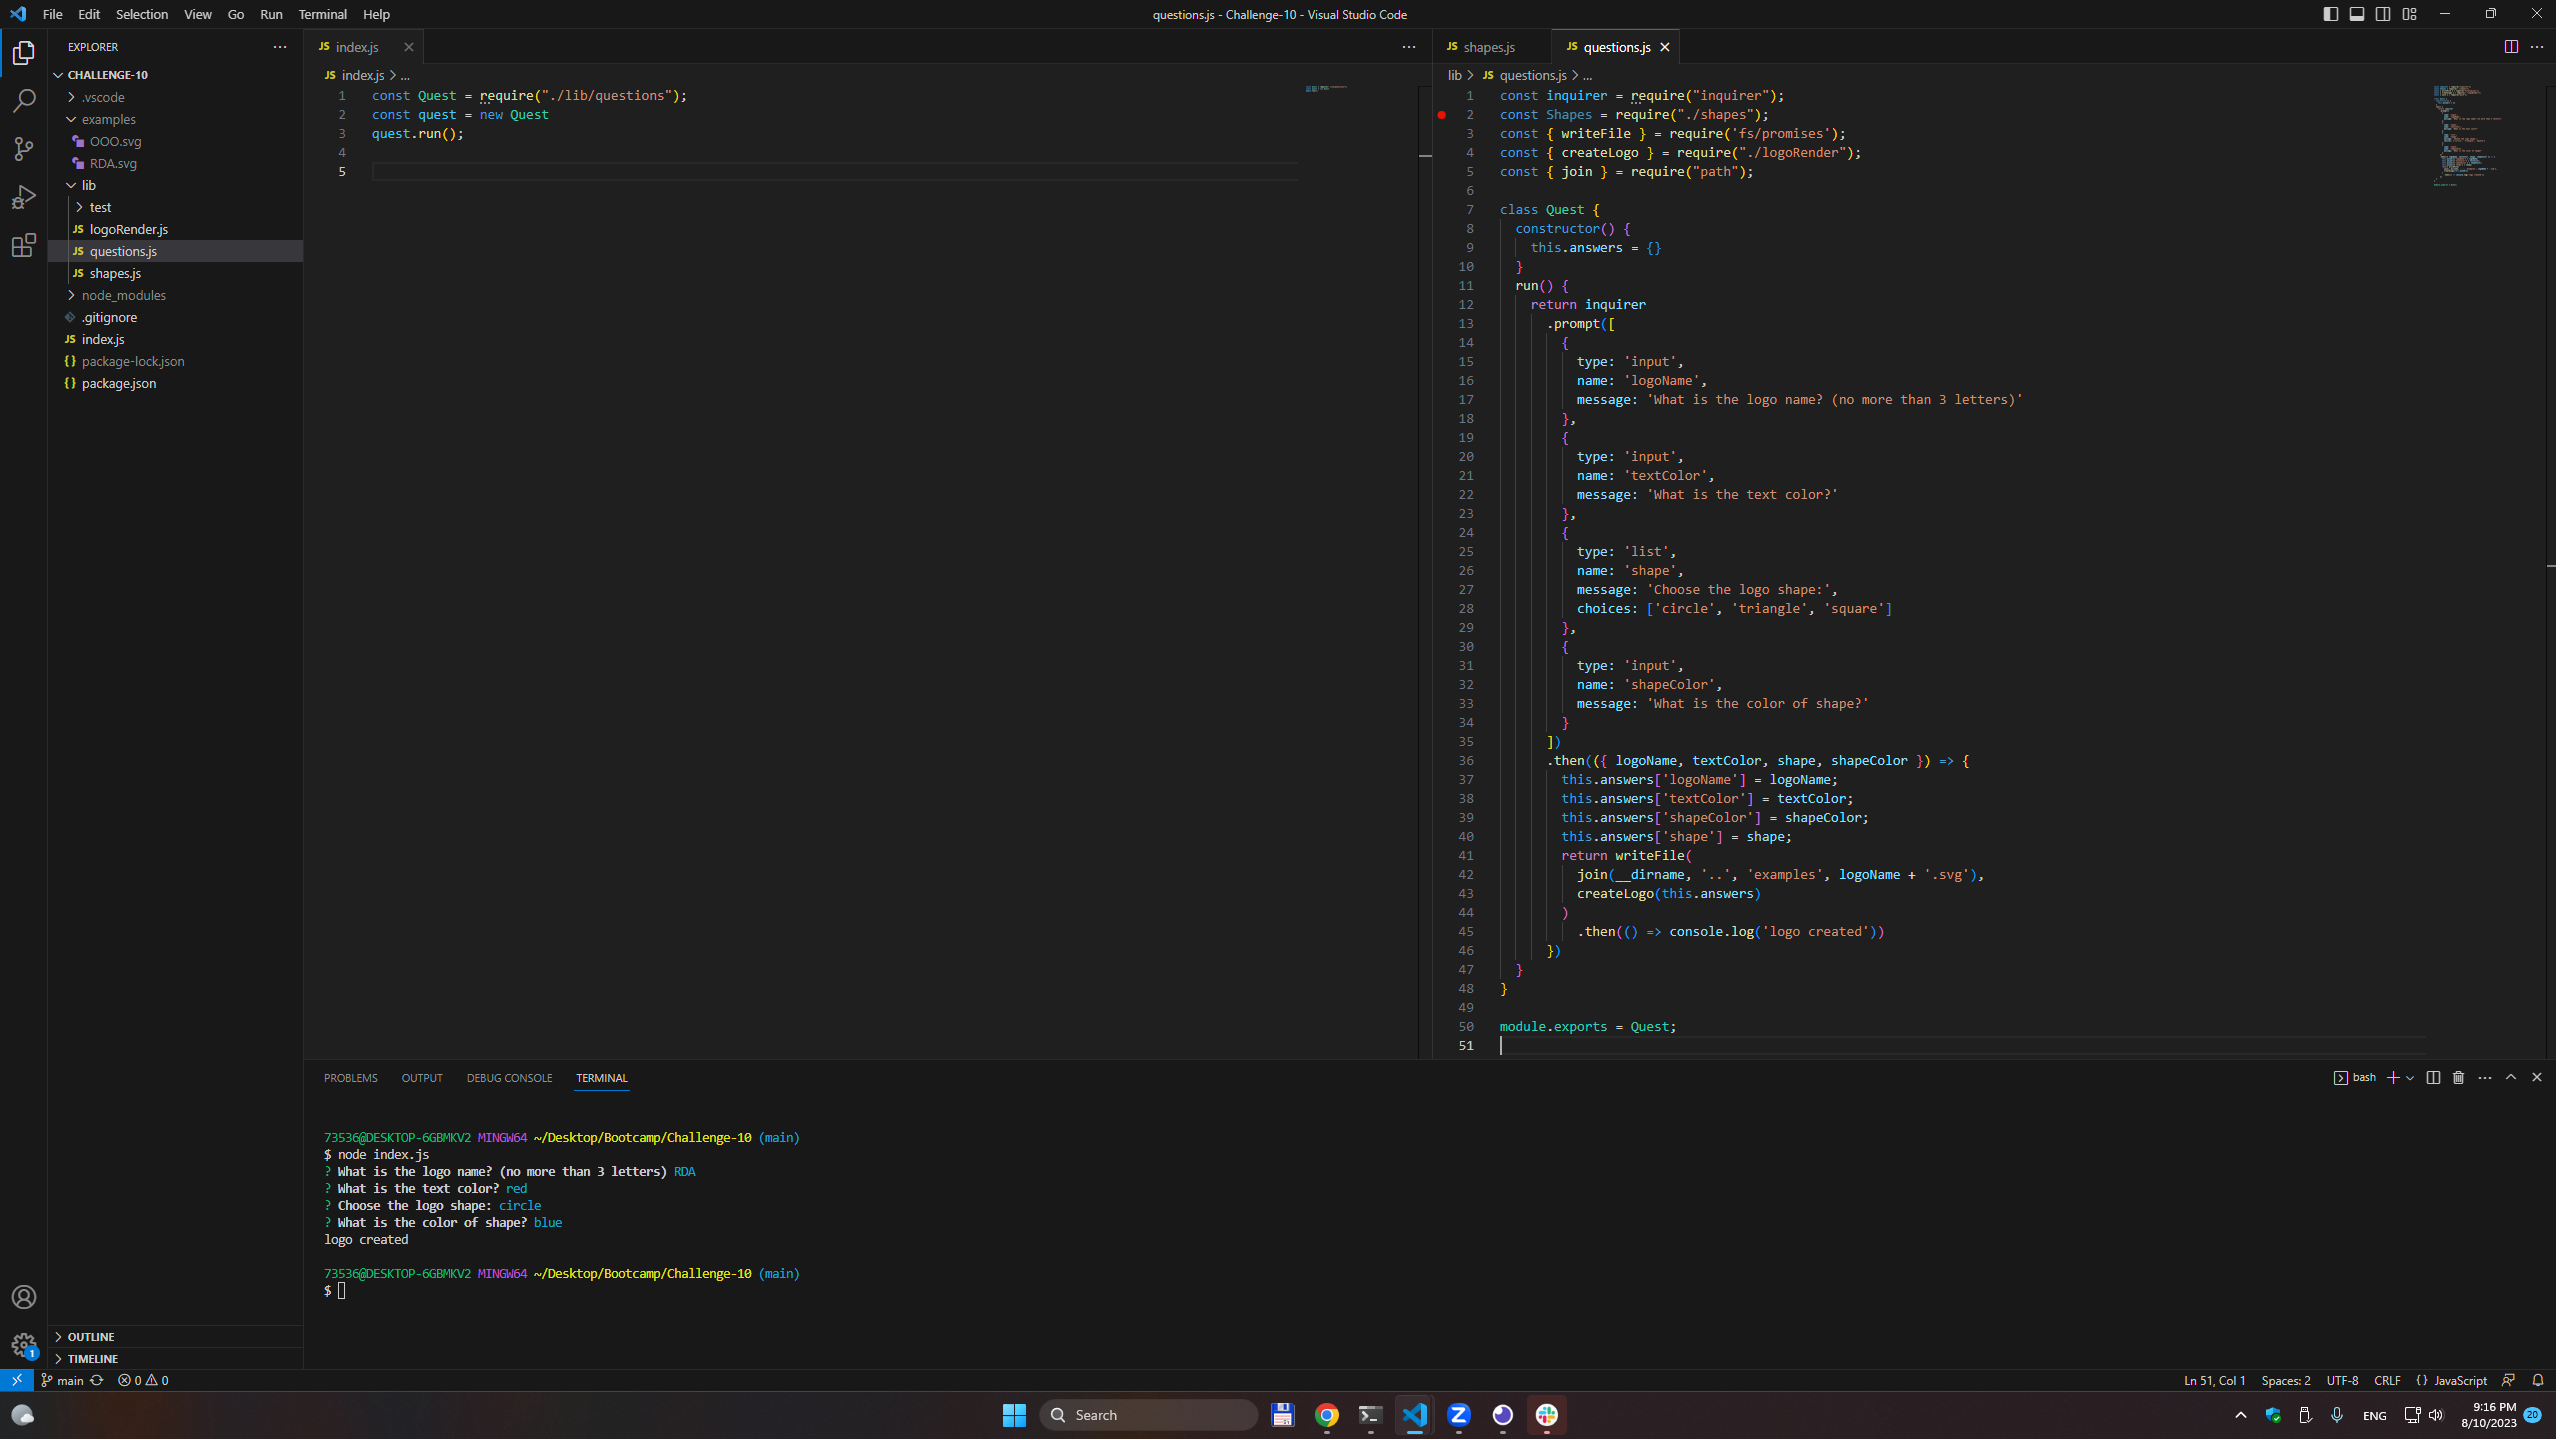 File Edit Selection View Go Run Terminal Help
questions.js - Challenge-10 - Visual Studio Code
EXPLORER
CHALLENGE-10
.vscode
examples
OOO.svg
RDA.svg
lib
test
JS logoRender.js
JS questions.js
JS shapes.js
node_modules
.gitignore
JS index.js
{} package-lock.json
{} package.json
OUTLINE
TIMELINE
JS index.js
JS index.js > ...
1 const Quest = require("./lib/questions");
2 const quest = new Quest
3 quest.run();
4
5
JS shapes.js
JS questions.js
lib > JS questions.js > ...
1 const inquirer = require("inquirer");
2 const Shapes = require("./shapes");
3 const { writeFile } = require('fs/promises');
4 const { createLogo } = require("./logoRender");
5 const { join } = require("path");
6
7 class Quest {
8 constructor() {
9 this.answers = {}
10 }
11 run() {
12 return inquirer
13 .prompt([
14 {
15 type: 'input',
16 name: 'logoName',
17 message: 'What is the logo name? (no more than 3 letters)'
18 },
19 {
20 type: 'input',
21 name: 'textColor',
22 message: 'What is the text color?'
23 },
24 {
25 type: 'list',
26 name: 'shape',
27 message: 'Choose the logo shape:',
28 choices: ['circle', 'triangle', 'square']
29 },
30 {
31 type: 'input',
32 name: 'shapeColor',
33 message: 'What is the color of shape?'
34 }
35 ])
36 .then(({ logoName, textColor, shape, shapeColor }) => {
37 this.answers['logoName'] = logoName;
38 this.answers['textColor'] = textColor;
39 this.answers['shapeColor'] = shapeColor;
40 this.answers['shape'] = shape;
41 return writeFile(
42 join(__dirname, '..', 'examples', logoName + '.svg'),
43 createLogo(this.answers)
44 )
45 .then(() => console.log('logo created'))
46 })
47 }
48 }
49
50 module.exports = Quest;
51
PROBLEMS OUTPUT DEBUG CONSOLE TERMINAL
bash
73536@DESKTOP-6GBMKV2 MINGW64 ~/Desktop/Bootcamp/Challenge-10 (main)
$ node index.js
? What is the logo name? (no more than 3 letters) RDA
? What is the text color? red
? Choose the logo shape: circle
? What is the color of shape? blue
logo created
73536@DESKTOP-6GBMKV2 MINGW64 ~/Desktop/Bootcamp/Challenge-10 (main)
$
1
main 0 0
Ln 51, Col 1 Spaces: 2 UTF-8 CRLF {} JavaScript
Search
ENG
9:16 PM
8/10/2023
20